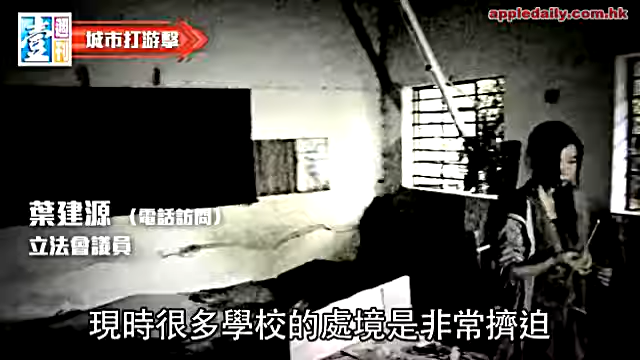 壹週刊
城市打游擊
appledaily.com.hk
葉建源（電話訪問）
立法會議員
現時很多學校的處境是非常擠迫